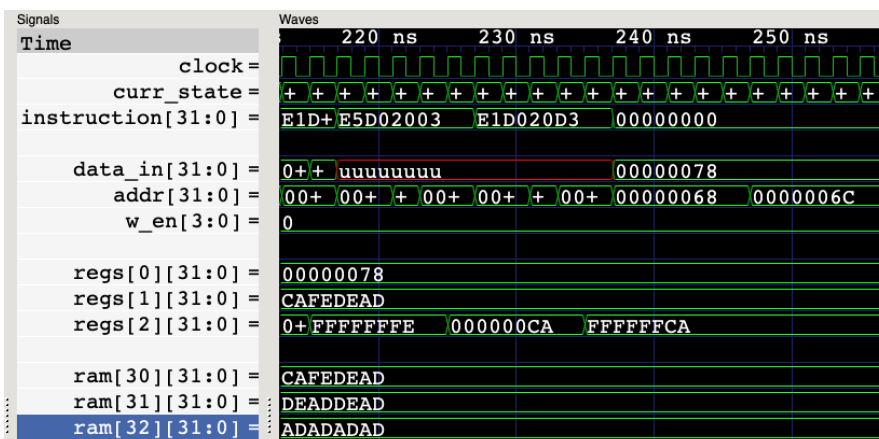 Signals Waves
Time 220 ns 230 ns 240 ns 250 ns
clock =
curr_state = + + + + + + + + + + + + + + + + + + + + + +
instruction[31:0] = E1D+ E5D02003 E1D020D3 00000000
data_in[31:0] = 0+ + uuuuuuuu 00000078
addr[31:0] = 00+ 00+ + 00+ 00+ + 00+ 00000068 0000006C
w_en[3:0] = 0
regs[0][31:0] = 00000078
regs[1][31:0] = CAFEDEAD
regs[2][31:0] = 0+ FFFFFFFE 000000CA FFFFFFCA
ram[30][31:0] = CAFEDEAD
ram[31][31:0] = DEADDEAD
ram[32][31:0] = ADADADAD